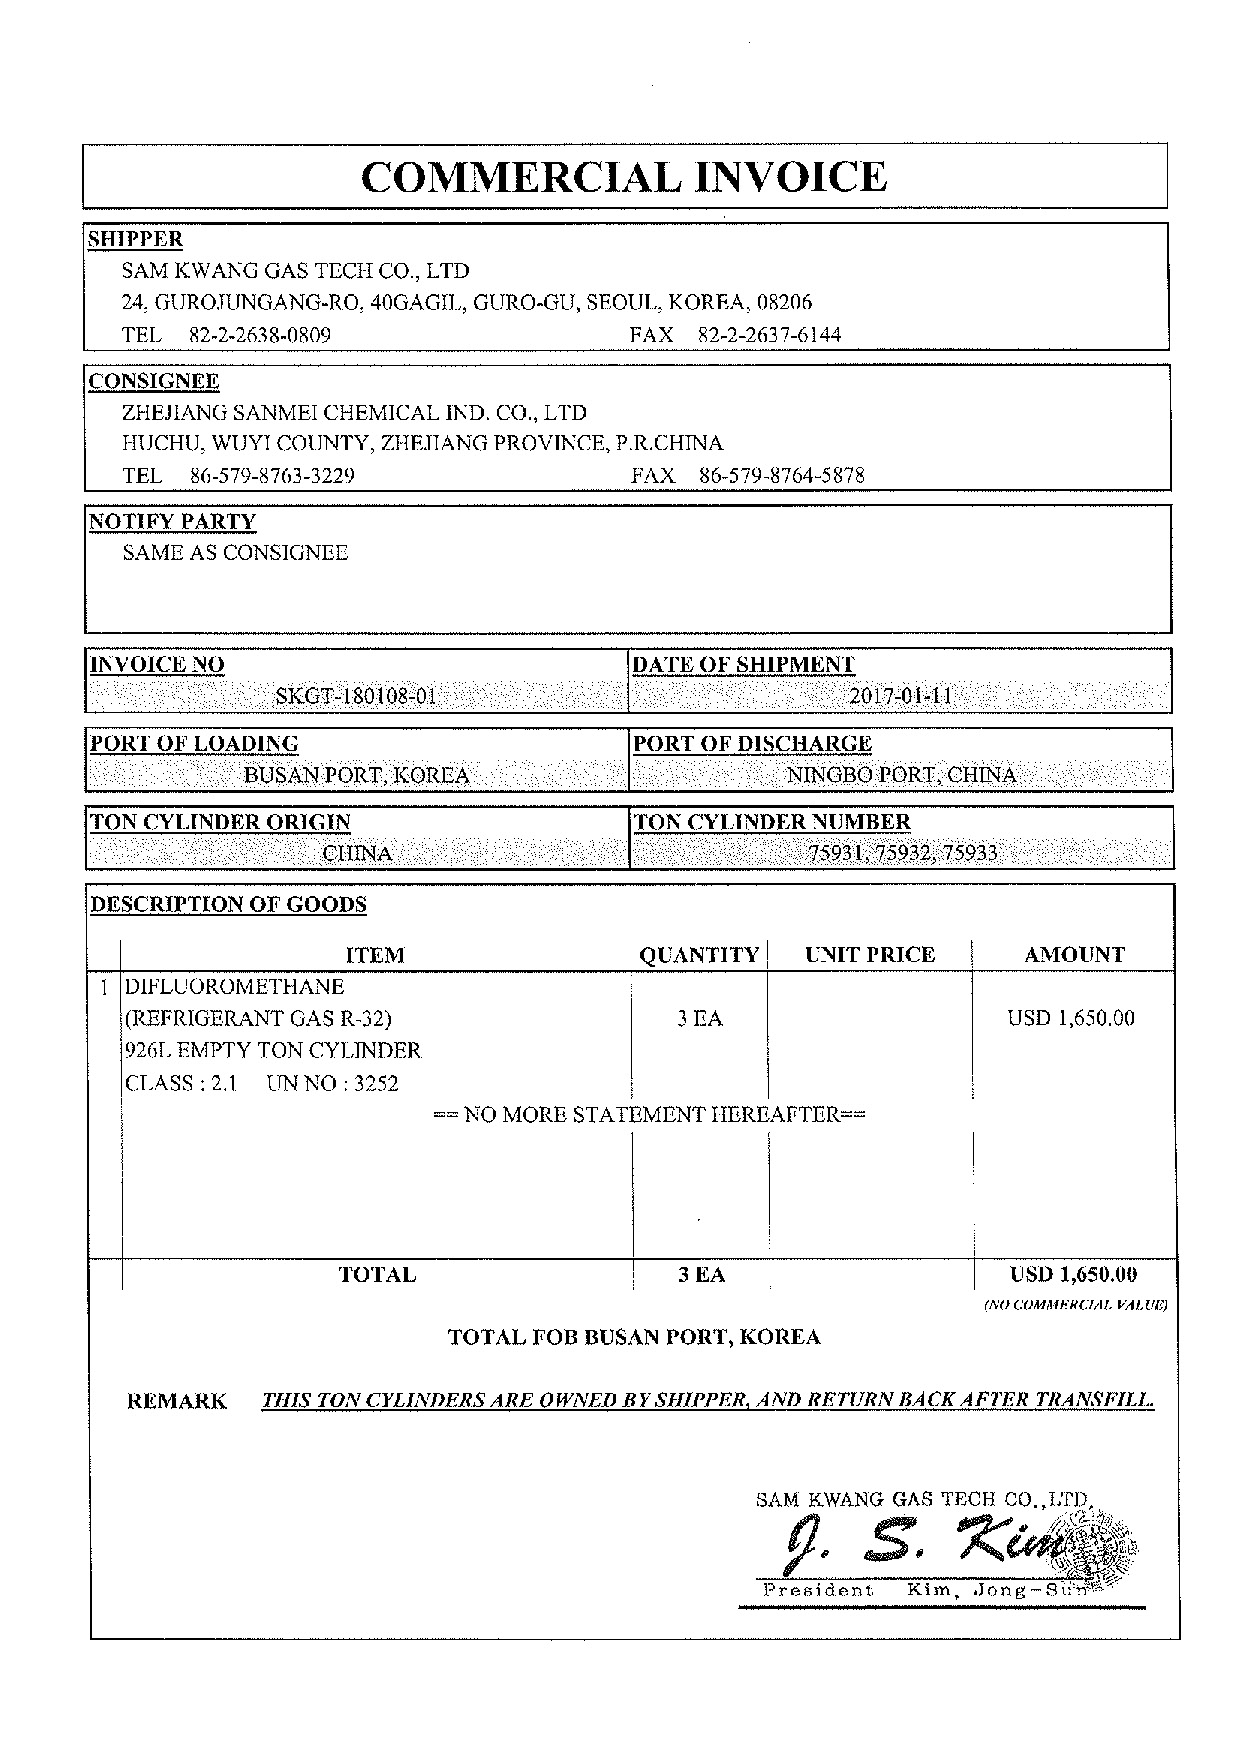 COMMERCIAL INVOICE
SHIPPER
SAM KWANG GAS TECH CO., LTD
24, GUROJUNGANG-RO, 40GAGIL, GURO-GU, SEOUL, KOREA, 08206
TEL 82-2-2638-0809 FAX 82-2-2637-6144
CONSIGNEE
ZHEJIANG SANMEI CHEMICAL IND. CO., LTD
HUCHU, WUYI COUNTY, ZHEJIANG PROVINCE, P.R.CHINA
TEL 86-579-8763-3229 FAX 86-579-8764-5878
NOTIFY PARTY
SAME AS CONSIGNEE
INVOICE NO DATE OF SHIPMENT
SKGT-180108-01 2017-01-11
PORT OF LOADING PORT OF DISCHARGE
BUSAN PORT, KOREA NINGBO PORT, CHINA
TON CYLINDER ORIGIN TON CYLINDER NUMBER
CHINA 75931, 75932, 75933
DESCRIPTION OF GOODS
ITEM QUANTITY UNIT PRICE AMOUNT
1 DIFLUOROMETHANE
(REFRIGERANT GAS R-32) 3 EA USD 1,650.00
926L EMPTY TON CYLINDER
CLASS : 2.1 UN NO : 3252
== NO MORE STATEMENT HEREAFTER==
TOTAL 3 EA USD 1,650.00
(NO COMMERCIAL VALUE)
TOTAL FOB BUSAN PORT, KOREA
REMARK THIS TON CYLINDERS ARE OWNED BY SHIPPER, AND RETURN BACK AFTER TRANSFILL.
SAM KWANG GAS TECH CO.,LTD.
J. S. Kim
President Kim, Jong-Sun